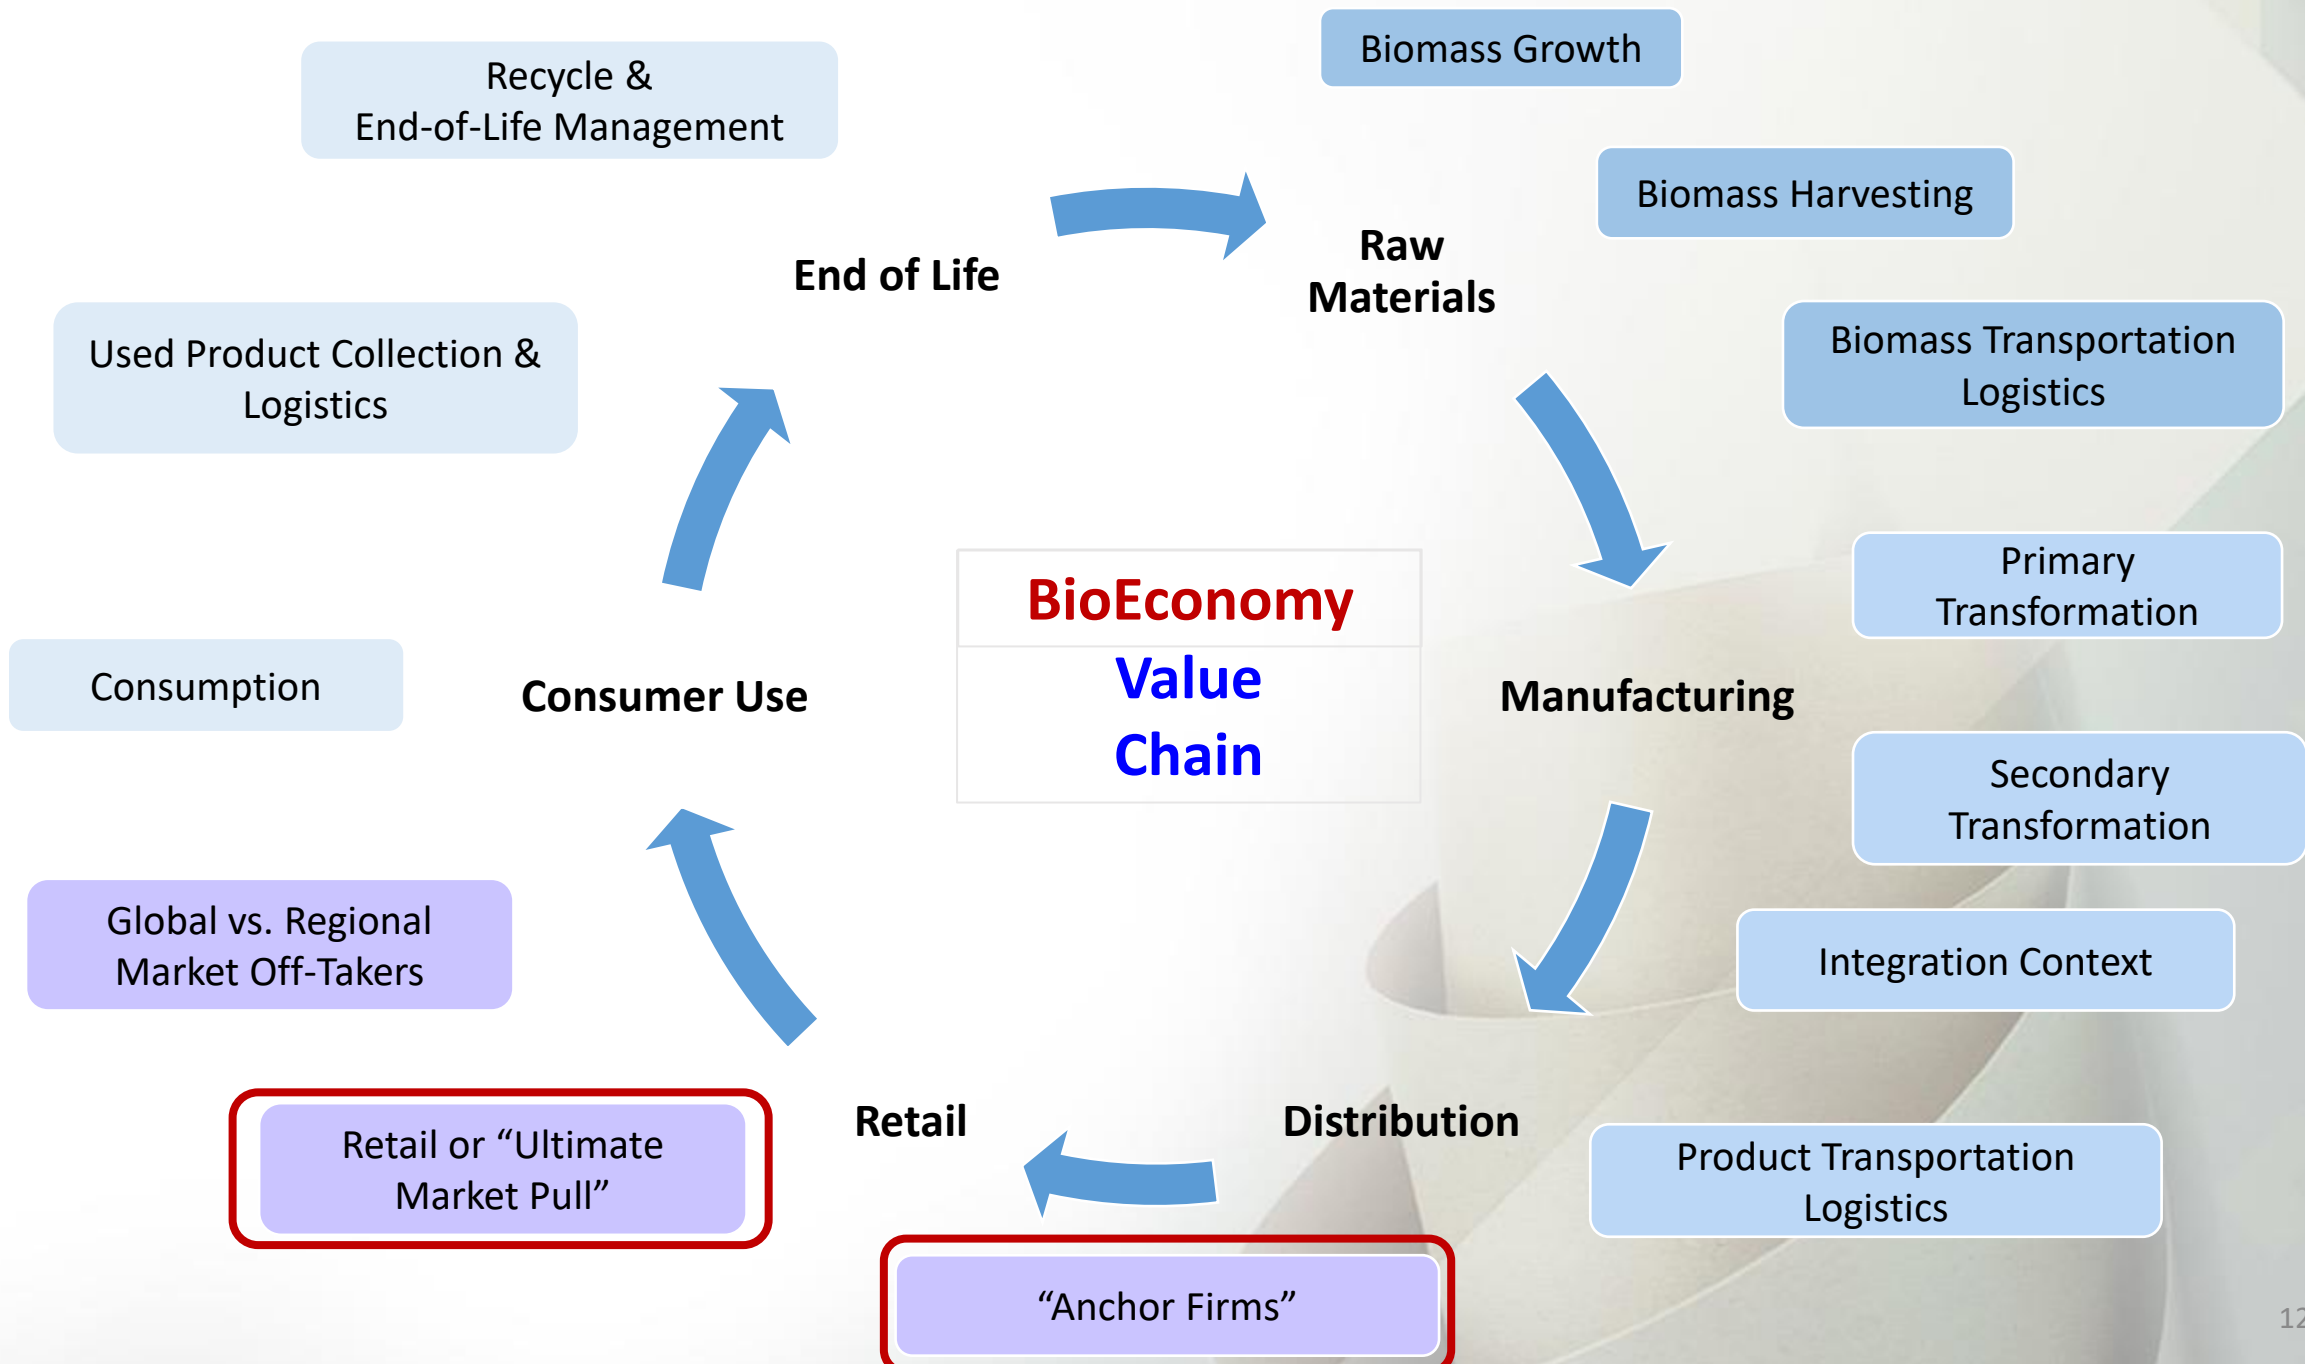 Recycle &
End-of-Life Management
Biomass Growth
Biomass Harvesting
Raw
Materials
End of Life
Used Product Collection &
Logistics
Biomass Transportation
Logistics
Primary
Transformation
BioEconomy
Value
Chain
Consumption
Consumer Use
Manufacturing
Secondary
Transformation
Global vs. Regional
Market Off-Takers
Integration Context
Retail
Distribution
Retail or “Ultimate
Market Pull”
Product Transportation
Logistics
“Anchor Firms”
12